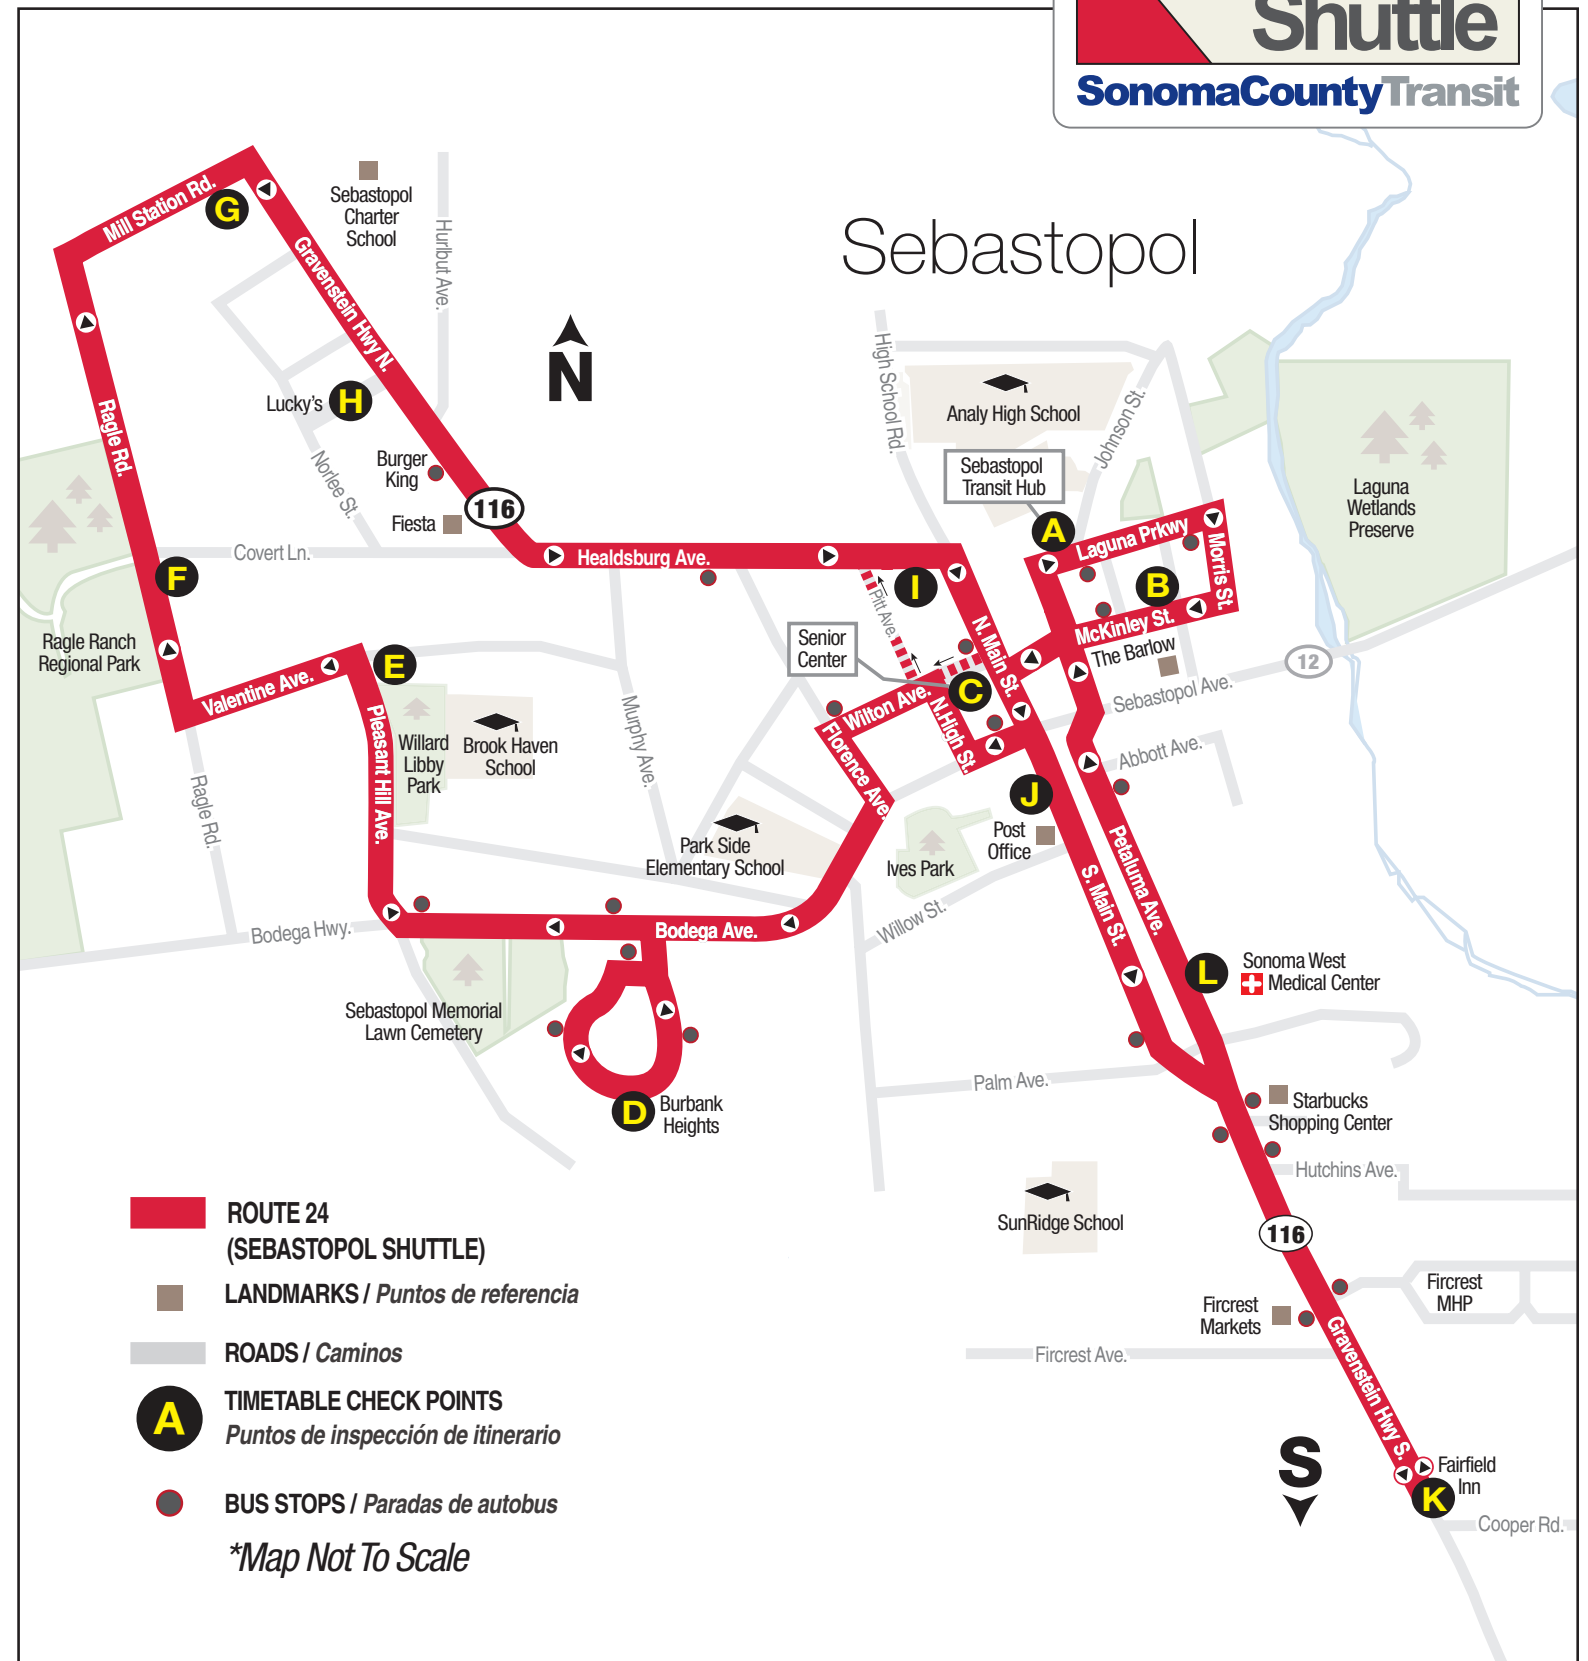 Shuttle
SonomaCountyTransit
Sebastopol
Mill Station Rd.
G
Sebastopol
Charter
School
Hurlbut Ave.
Gravenstein Hwy N.
N
Lucky's
H
Ragle Rd.
Norlee St.
Burger
King
Fiesta
116
Covert Ln.
Healdsburg Ave.
High School Rd.
Analy High School
Johnson St.
Sebastopol
Transit Hub
A
Laguna Prkwy
Morris St.
B
McKinley St.
The Barlow
Laguna
Wetlands
Preserve
12
Sebastopol Ave.
Abbott Ave.
F
Ragle Ranch
Regional Park
Valentine Ave.
E
Pleasant Hill Ave.
Willard
Libby
Park
Brook Haven
School
Murphy Ave.
Ragle Rd.
I
Pitt Ave.
N. Main St.
Senior
Center
C
Wilton Ave.
N.High St.
Florence Ave.
J
Post
Office
Park Side
Elementary School
Ives Park
Willow St.
S. Main St.
Petaluma Ave.
Bodega Hwy.
Bodega Ave.
L
Sonoma West
Medical Center
Sebastopol Memorial
Lawn Cemetery
D
Burbank
Heights
Palm Ave.
Starbucks
Shopping Center
Hutchins Ave.
SunRidge School
116
Fircrest
MHP
Fircrest
Markets
Fircrest Ave.
Gravenstein Hwy S.
S
Fairfield
Inn
K
Cooper Rd.
ROUTE 24
(SEBASTOPOL SHUTTLE)
LANDMARKS / Puntos de referencia
ROADS / Caminos
A
TIMETABLE CHECK POINTS
Puntos de inspección de itinerario
BUS STOPS / Paradas de autobus
*Map Not To Scale